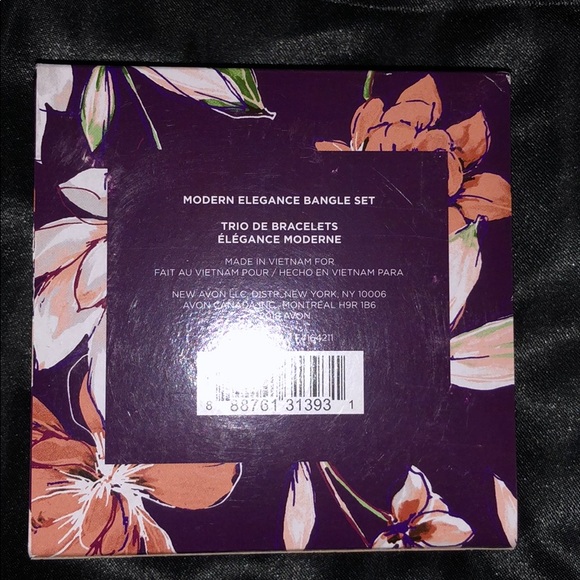 MODERN ELEGANCE BANGLE SET
TRIO DE BRACELETS
ÉLÉGANCE MODERNE
MADE IN VIETNAM FOR
FAIT AU VIETNAM POUR / HECHO EN VIETNAM PARA
NEW AVON LLC, DISTR., NEW YORK, NY 10006
AVON CANADA INC., MONTRÉAL H9R 1B6
AVON
8 88761 31393 1